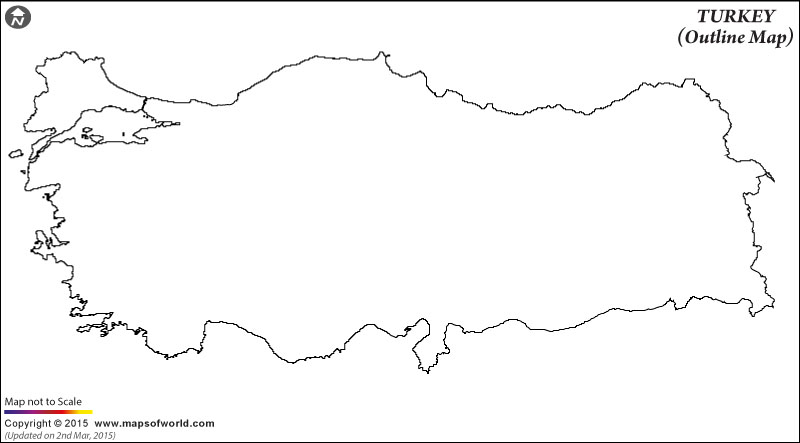 N
TURKEY
(Outline Map)
Map not to Scale
Copyright © 2015 www.mapsofworld.com
(Updated on 2nd Mar, 2015)